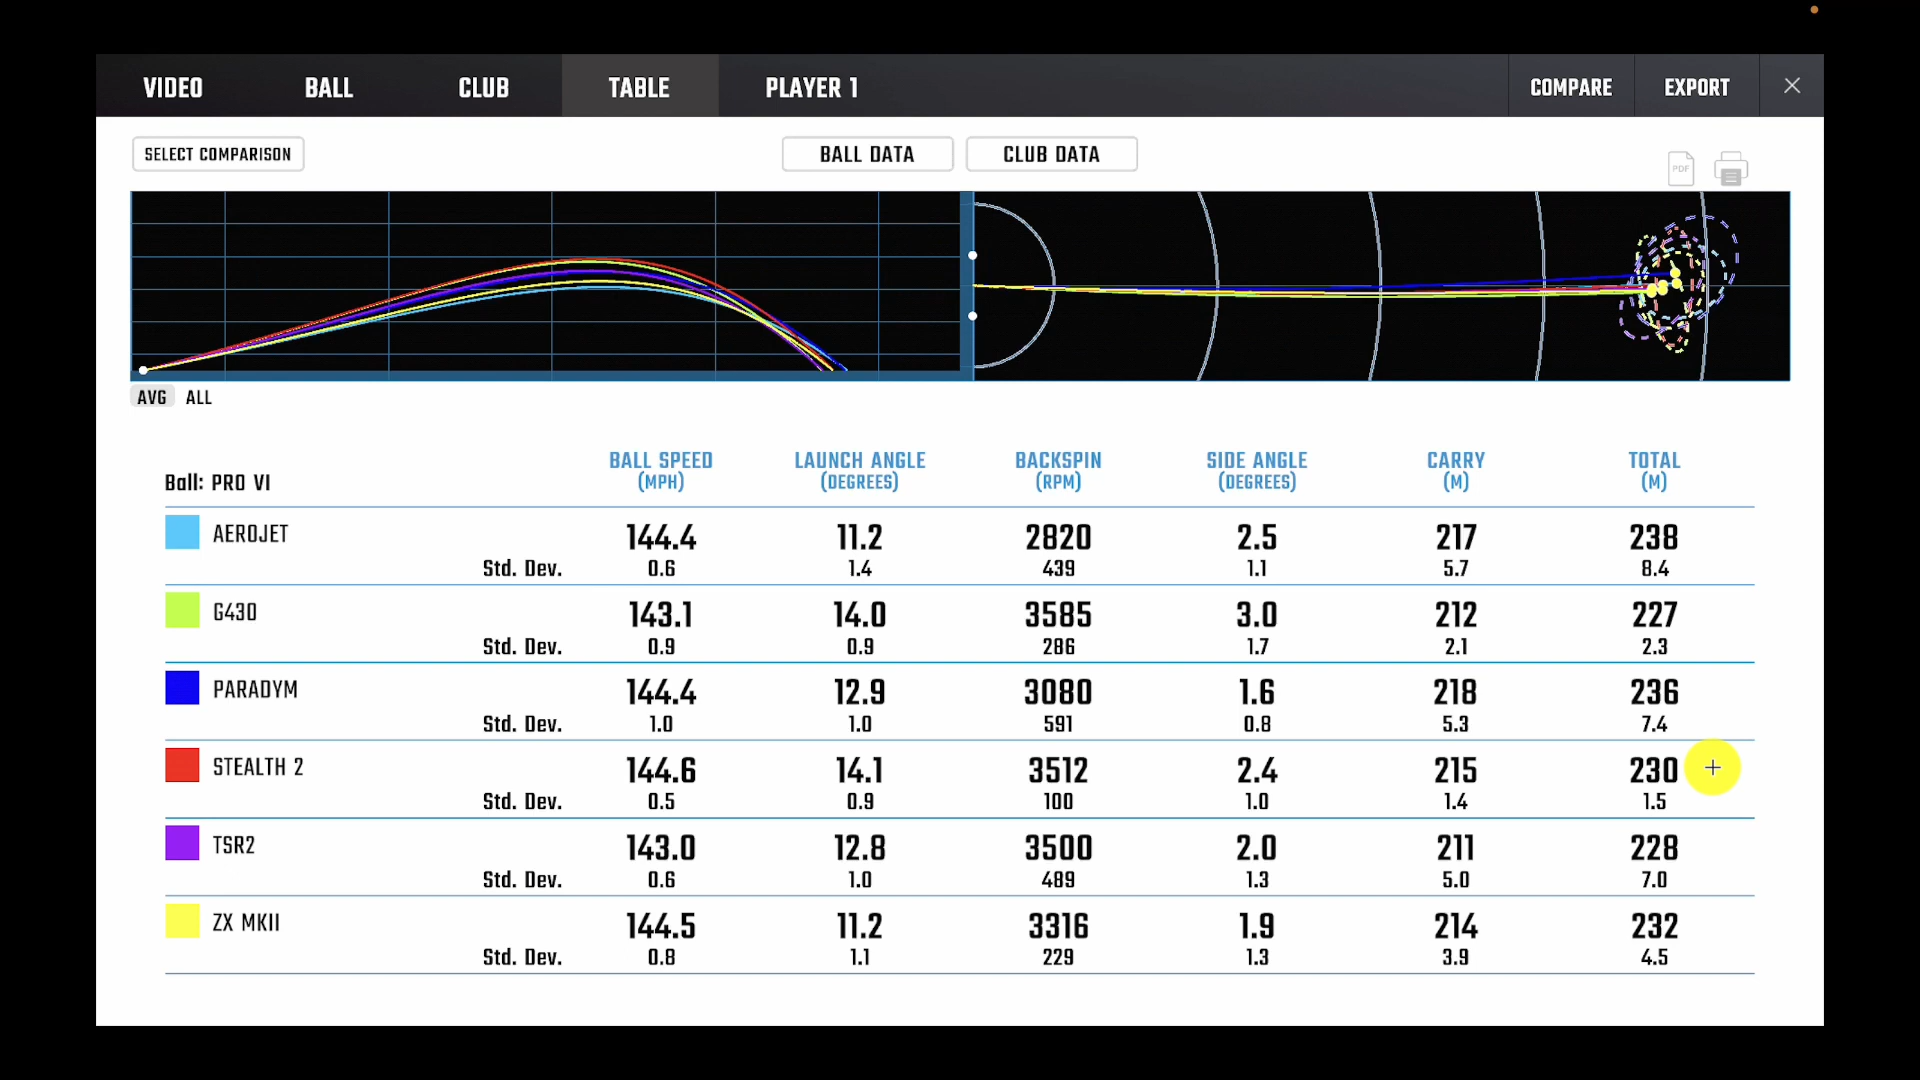 VIDEO BALL CLUB TABLE PLAYER 1 COMPARE EXPORT
SELECT COMPARISON BALL DATA CLUB DATA
PDF
AVG ALL
BALL SPEED LAUNCH ANGLE BACKSPIN SIDE ANGLE CARRY TOTAL
Ball: PRO V1 (MPH) (DEGREES) (RPM) (DEGREES) (M) (M)
AEROJET 144.4 11.2 2820 2.5 217 238
Std. Dev. 0.6 1.4 439 1.1 5.7 8.4
G430 143.1 14.0 3585 3.0 212 227
Std. Dev. 0.9 0.9 286 1.7 2.1 2.3
PARADYM 144.4 12.9 3080 1.6 218 236
Std. Dev. 1.0 1.0 591 0.8 5.3 7.4
STEALTH 2 144.6 14.1 3512 2.4 215 230
Std. Dev. 0.5 0.9 100 1.0 1.4 1.5
TSR2 143.0 12.8 3500 2.0 211 228
Std. Dev. 0.6 1.0 489 1.3 5.0 7.0
ZX MKII 144.5 11.2 3316 1.9 214 232
Std. Dev. 0.8 1.1 229 1.3 3.9 4.5